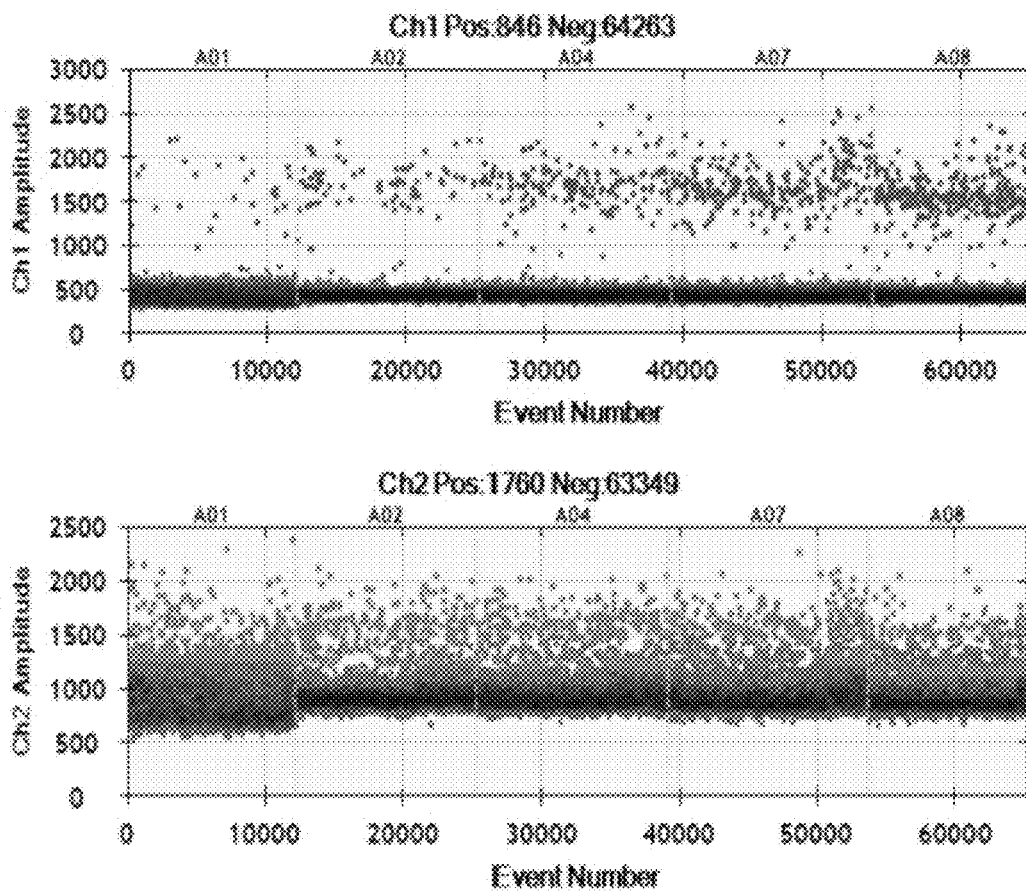 Ch1 Pos:846 Neg:64263
A01 A02 A04 A07 A08
3000
2500
2000
1500
1000
500
0
Ch1 Amplitude
0 10000 20000 30000 40000 50000 60000
Event Number
Ch2 Pos:1760 Neg:63349
A01 A02 A04 A07 A08
2500
2000
1500
1000
500
0
Ch2 Amplitude
0 10000 20000 30000 40000 50000 60000
Event Number